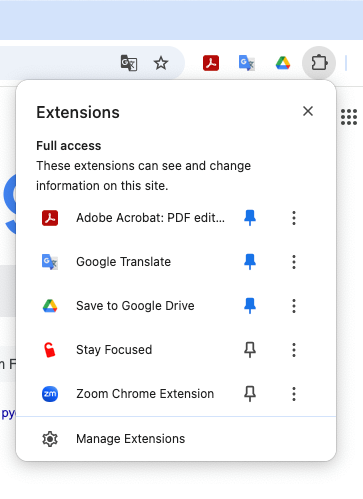 Extensions
Full access
These extensions can see and change
information on this site.
Adobe Acrobat: PDF edit...
Google Translate
Save to Google Drive
Stay Focused
zm Zoom Chrome Extension
Manage Extensions